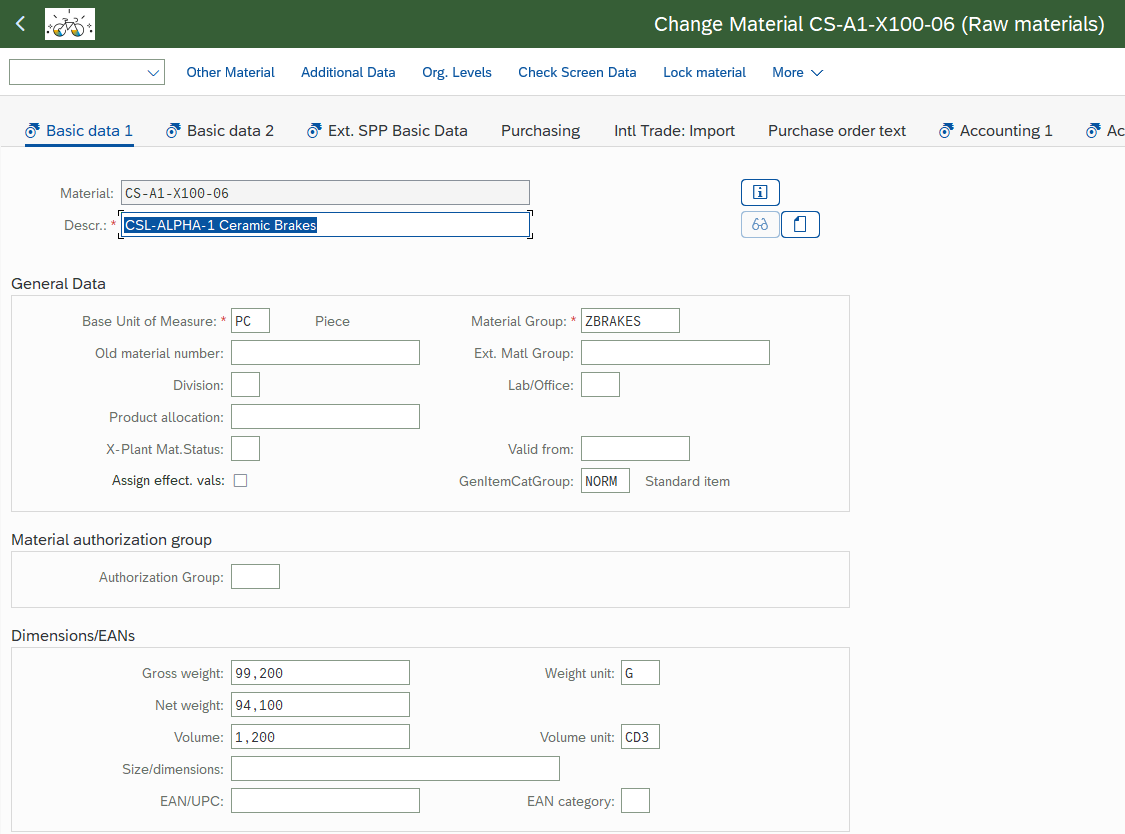 Change Material CS-A1-X100-06 (Raw materials)
Other Material Additional Data Org. Levels Check Screen Data Lock material More
Basic data 1 Basic data 2 Ext. SPP Basic Data Purchasing Intl Trade: Import Purchase order text Accounting 1 Ac
Material: CS-A1-X100-06
Descr.: * CSL-ALPHA-1 Ceramic Brakes
General Data
Base Unit of Measure: * PC Piece Material Group: * ZBRAKES
Old material number: Ext. Matl Group:
Division: Lab/Office:
Product allocation:
X-Plant Mat.Status: Valid from:
Assign effect. vals: GenItemCatGroup: NORM Standard item
Material authorization group
Authorization Group:
Dimensions/EANs
Gross weight: 99,200 Weight unit: G
Net weight: 94,100
Volume: 1,200 Volume unit: CD3
Size/dimensions:
EAN/UPC: EAN category: